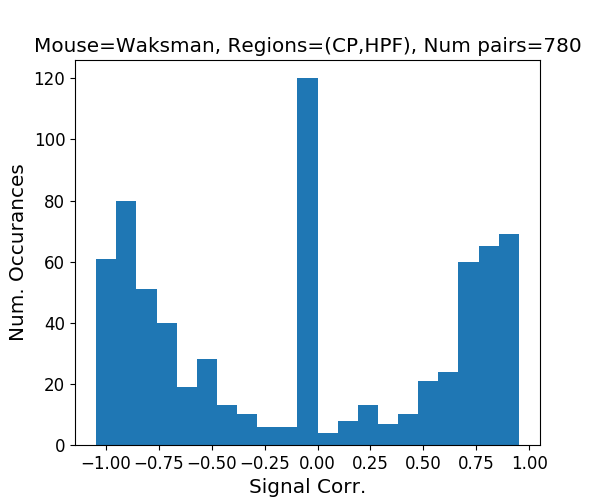 Mouse=Waksman, Regions=(CP,HPF), Num pairs=780
120
100
80
60
40
20
0
Num. Occurances
−1.00 −0.75 −0.50 −0.25 0.00 0.25 0.50 0.75 1.00
Signal Corr.